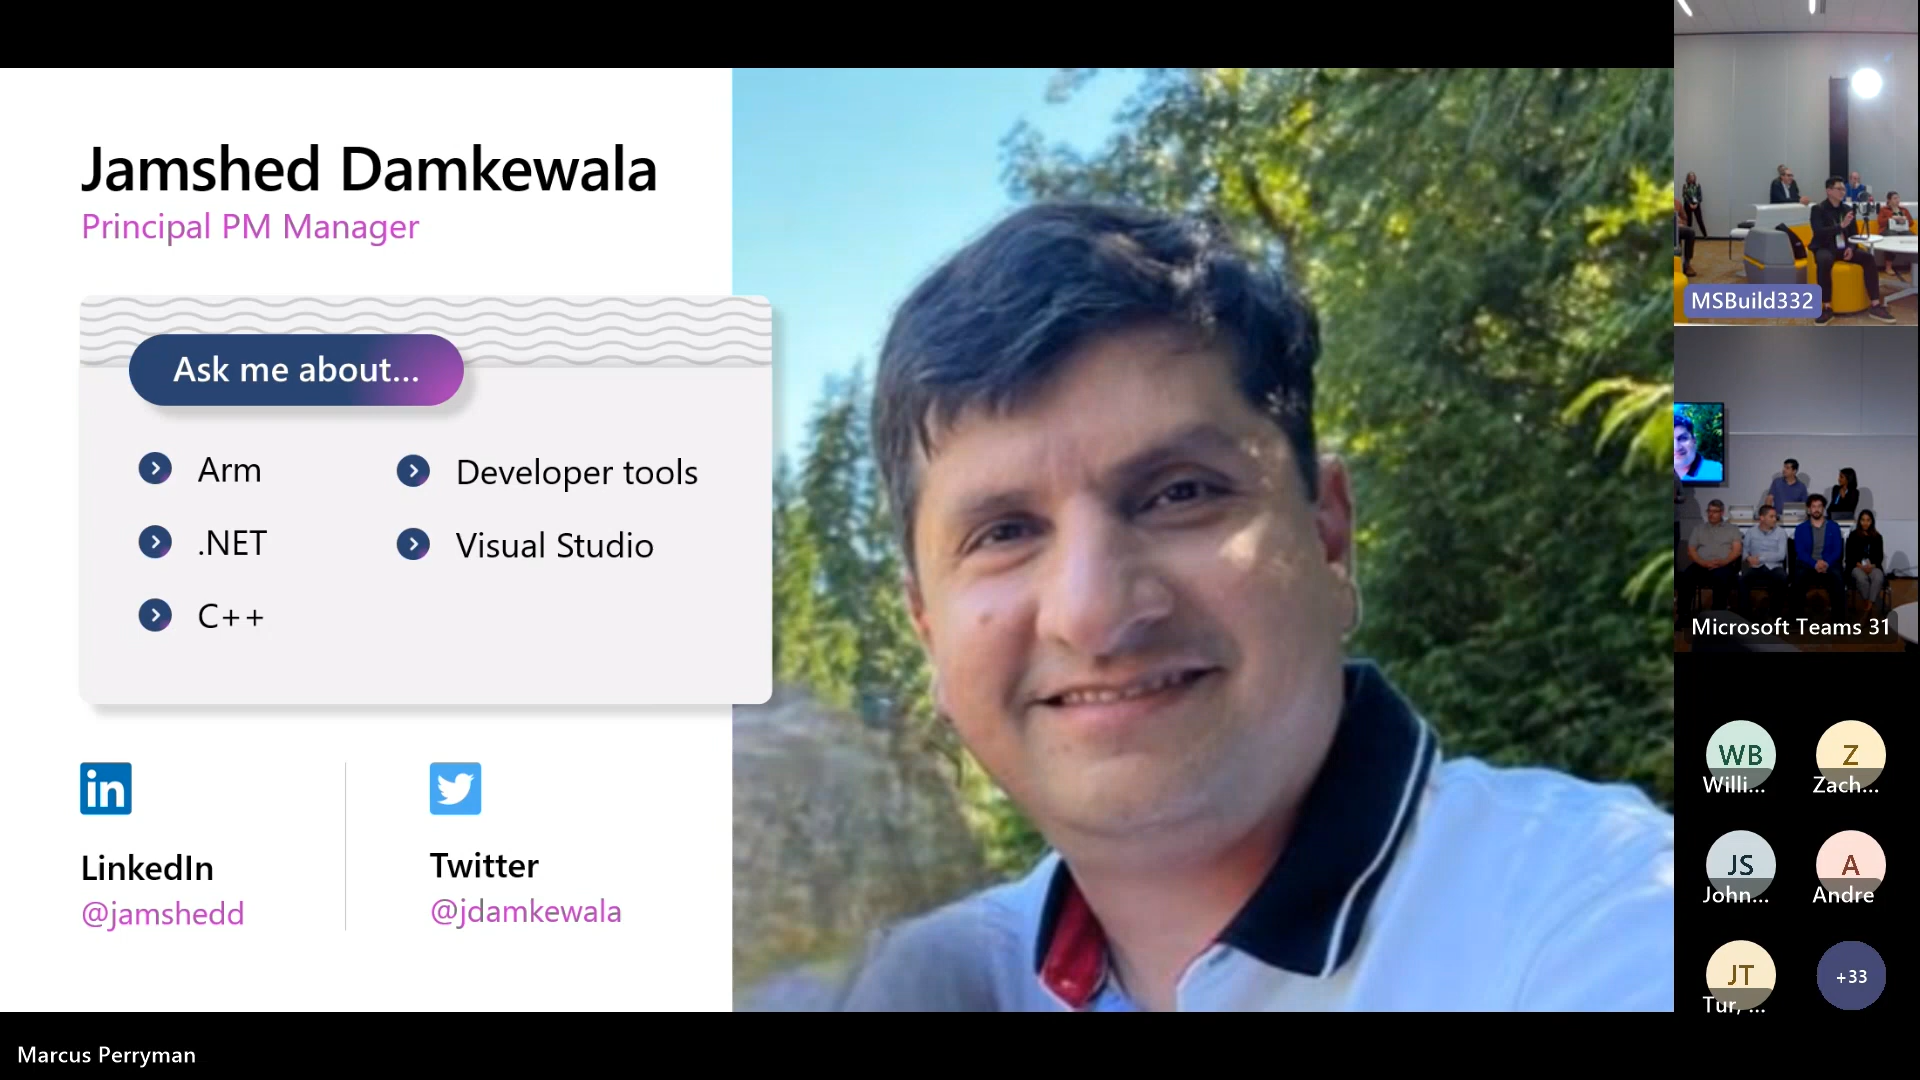 Jamshed Damkewala
Principal PM Manager
Ask me about...
Arm
.NET
C++
Developer tools
Visual Studio
in
LinkedIn
@jamshedd
Twitter
@jdamkewala
MSBuild332
Microsoft Teams 31
WB
Willi...
Z
Zach...
JS
John...
A
Andre
JT
Tur, ...
+33
Marcus Perryman